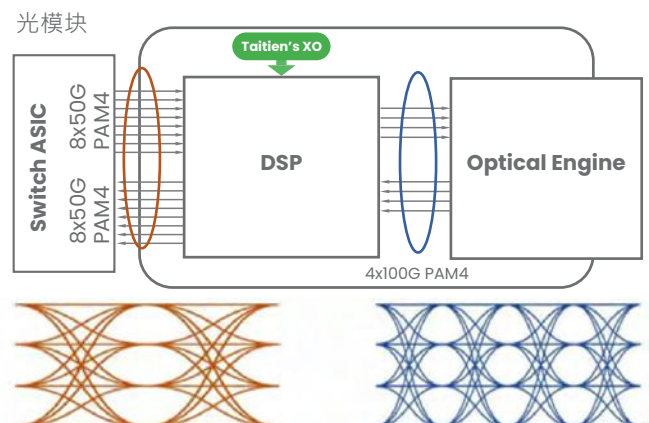 光模块
Taitien's XO
Switch ASIC
8x50G
PAM4
8x50G
PAM4
DSP
Optical Engine
4x100G PAM4